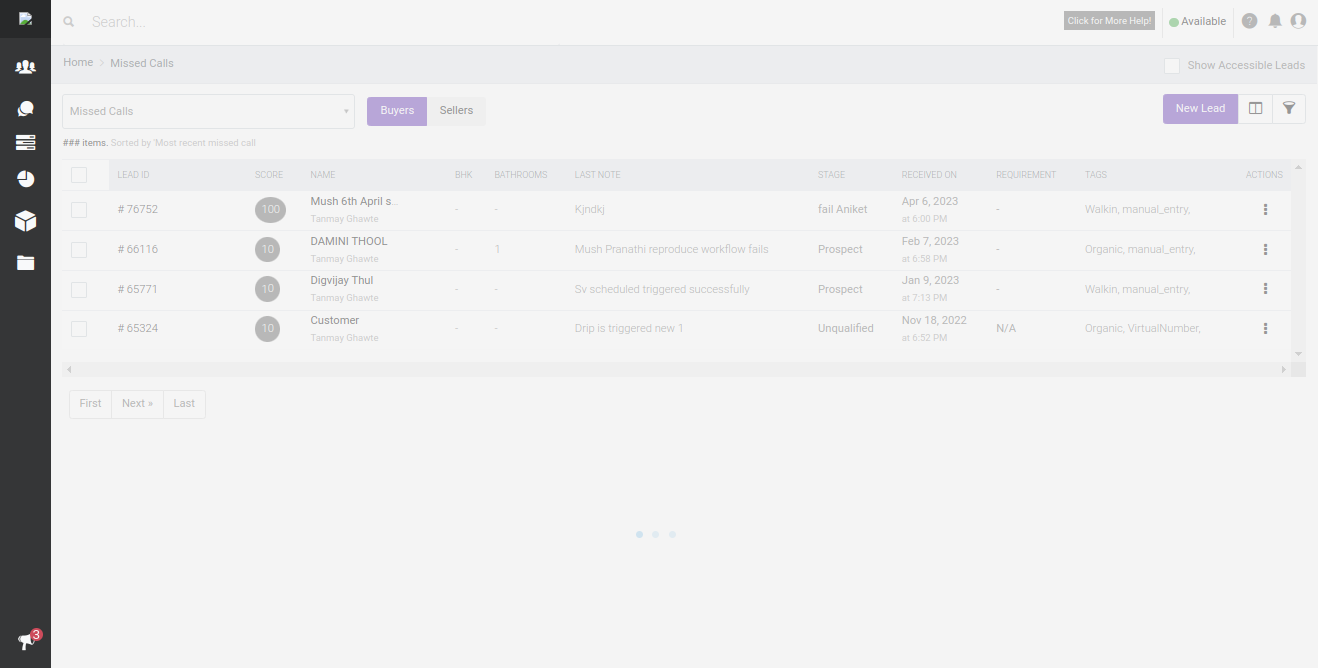 Search...
Click for More Help!
Available
?
Home > Missed Calls
Show Accessible Leads
Missed Calls
Buyers
Sellers
New Lead
### items. Sorted by 'Most recent missed call
LEAD ID SCORE NAME BHK BATHROOMS LAST NOTE STAGE RECEIVED ON REQUIREMENT TAGS ACTIONS
# 76752 100 Mush 6th April s... - - Kjndkj fail Aniket Apr 6, 2023 - Walkin, manual_entry,
Tanmay Ghawte at 6:00 PM
# 66116 10 DAMINI THOOL - 1 Mush Pranathi reproduce workflow fails Prospect Feb 7, 2023 - Organic, manual_entry,
Tanmay Ghawte at 6:58 PM
# 65771 10 Digvijay Thul - - Sv scheduled triggered successfully Prospect Jan 9, 2023 - Walkin, manual_entry,
Tanmay Ghawte at 7:13 PM
# 65324 10 Customer - - Drip is triggered new 1 Unqualified Nov 18, 2022 N/A Organic, VirtualNumber,
Tanmay Ghawte at 6:52 PM
First Next » Last
3